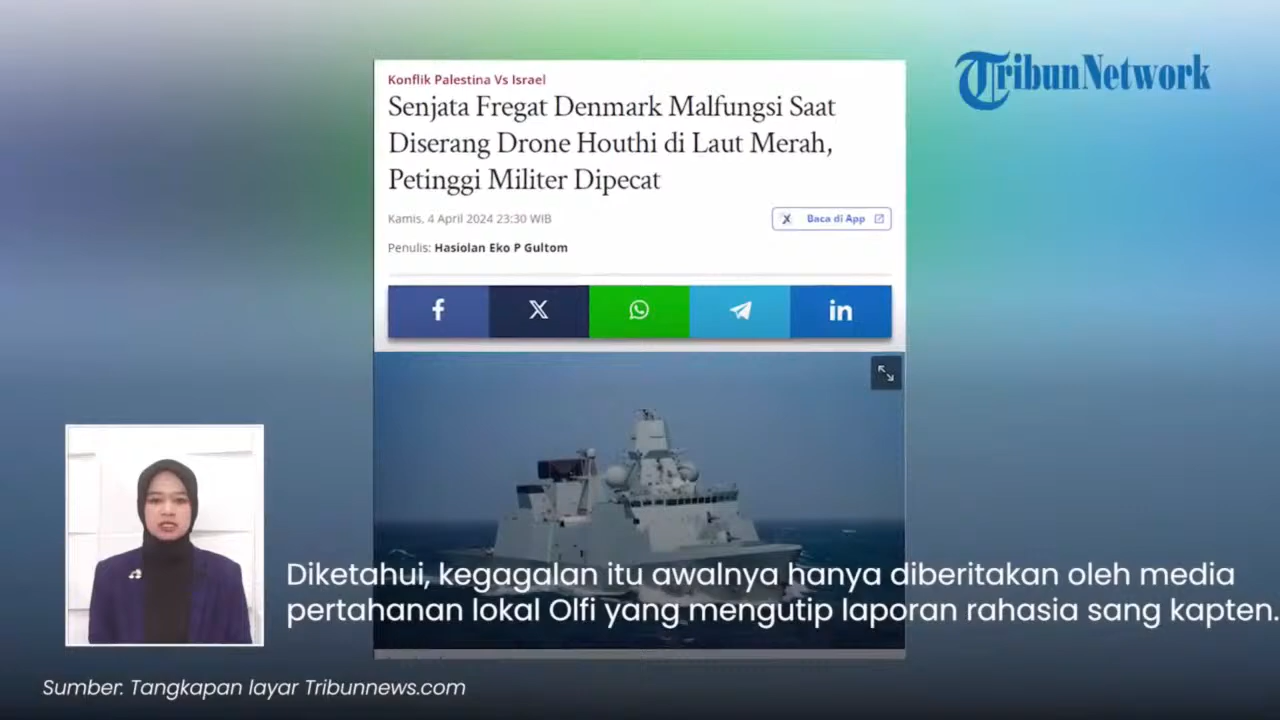 TribunNetwork
Konflik Palestina Vs Israel
Senjata Fregat Denmark Malfungsi Saat
Diserang Drone Houthi di Laut Merah,
Petinggi Militer Dipecat
Kamis, 4 April 2024 23:30 WIB
Baca di App
Penulis: Hasiolan Eko P Gultom
Diketahui, kegagalan itu awalnya hanya diberitakan oleh media
pertahanan lokal Olfi yang mengutip laporan rahasia sang kapten.
Sumber: Tangkapan layar Tribunnews.com